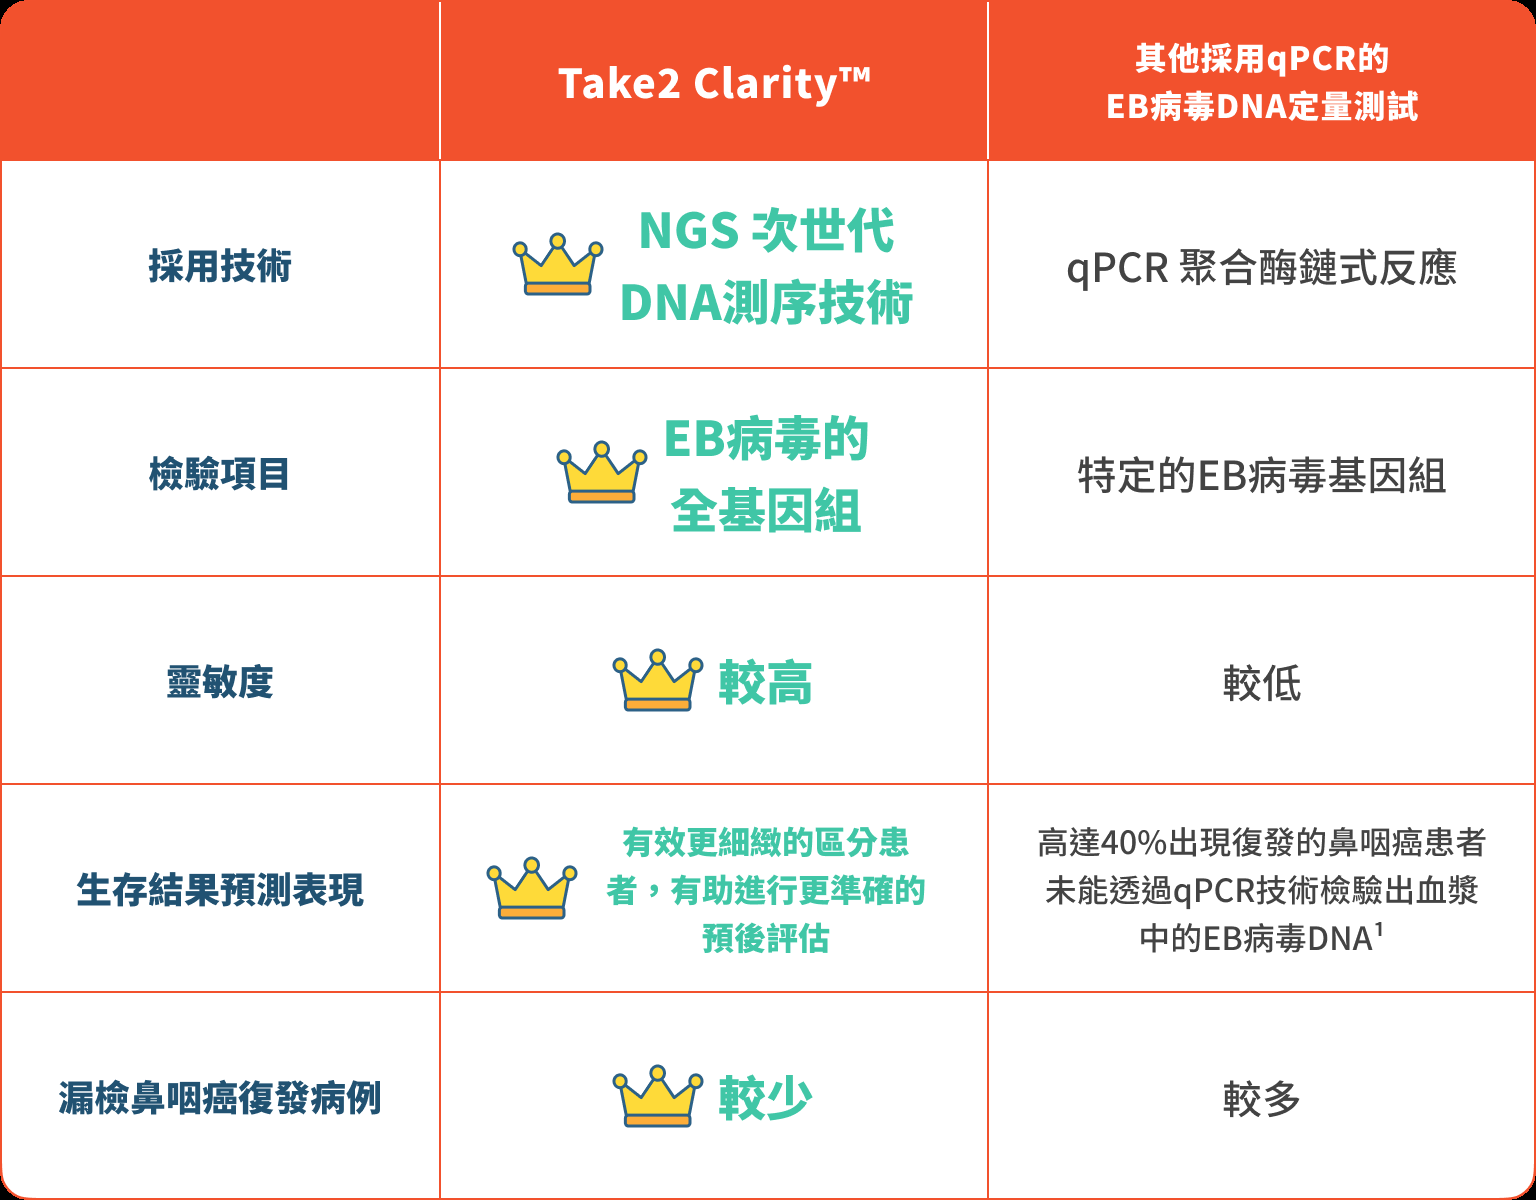 Take2 Clarity™
其他採用qPCR的
EB病毒DNA定量測試
採用技術
NGS 次世代
DNA測序技術
qPCR 聚合酶鏈式反應
檢驗項目
EB病毒的
全基因組
特定的EB病毒基因組
靈敏度
較高
較低
生存結果預測表現
有效更細緻的區分患
者，有助進行更準確的
預後評估
高達40%出現復發的鼻咽癌患者
未能透過qPCR技術檢驗出血漿
中的EB病毒DNA¹
漏檢鼻咽癌復發病例
較少
較多